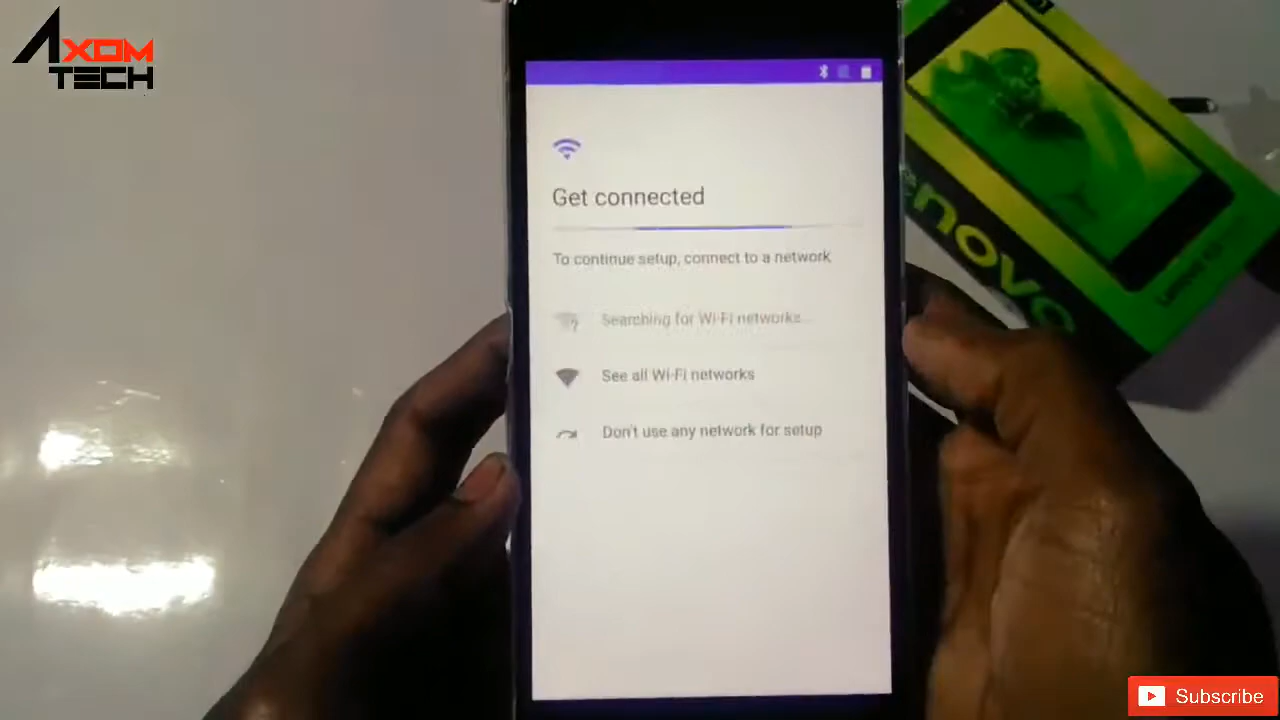 AXOM
TECH
Get connected
To continue setup, connect to a network
Searching for Wi-Fi networks...
See all Wi-Fi networks
Don't use any network for setup
enovo
Subscribe